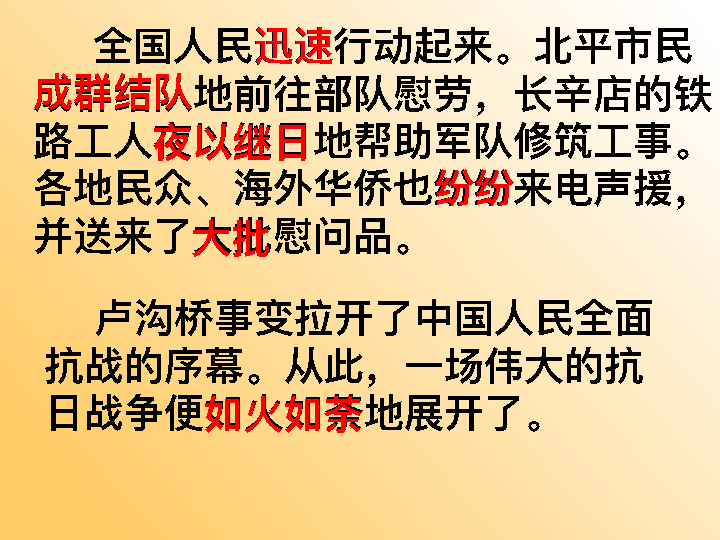 全国人民迅速行动起来。北平市民
成群结队地前往部队慰劳，长辛店的铁
路工人夜以继日地帮助军队修筑工事。
各地民众、海外华侨也纷纷来电声援，
并送来了大批慰问品。
卢沟桥事变拉开了中国人民全面
抗战的序幕。从此，一场伟大的抗
日战争便如火如荼地展开了。